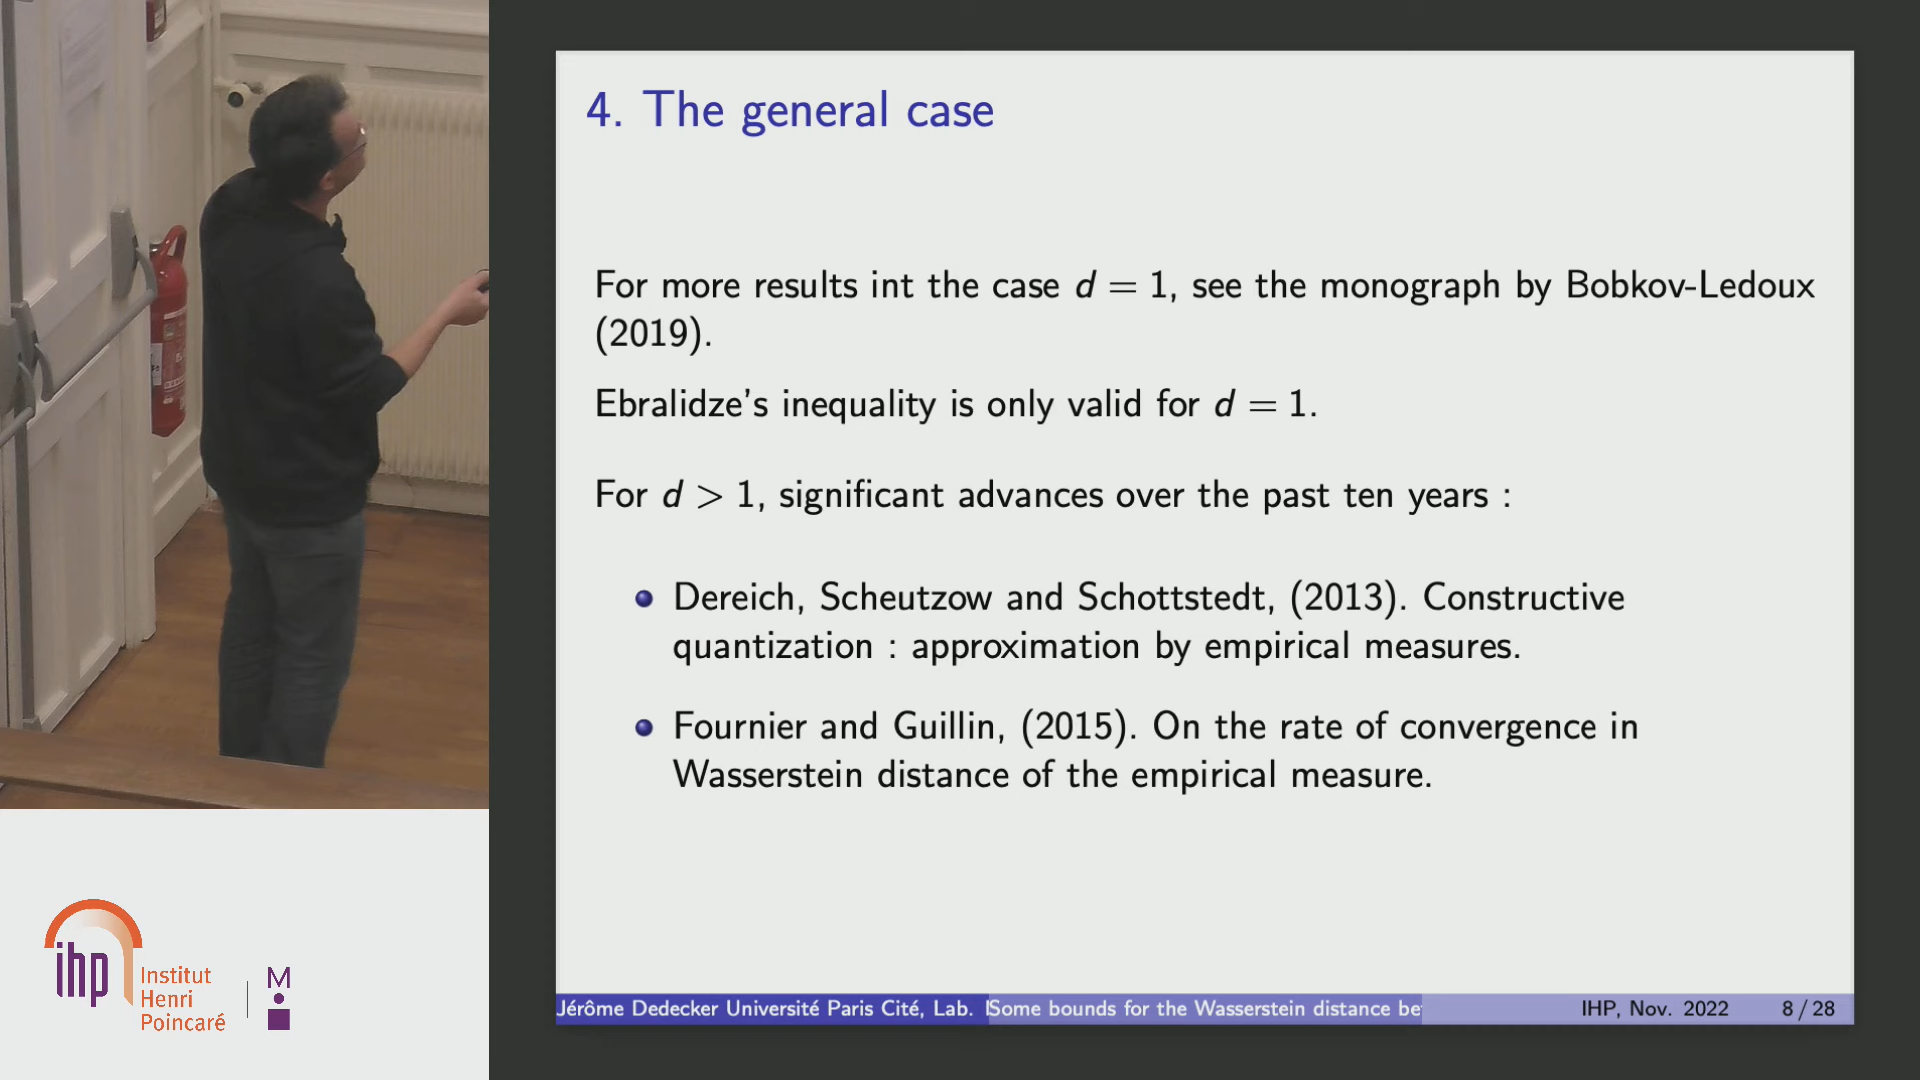 4. The general case
For more results int the case d = 1, see the monograph by Bobkov-Ledoux
(2019).
Ebralidze's inequality is only valid for d = 1.
For d > 1, significant advances over the past ten years :
Dereich, Scheutzow and Schottstedt, (2013). Constructive
quantization : approximation by empirical measures.
Fournier and Guillin, (2015). On the rate of convergence in
Wasserstein distance of the empirical measure.
Jérôme Dedecker Université Paris Cité, Lab. Some bounds for the Wasserstein distance be IHP, Nov. 2022 8 / 28
ihp
Institut
Henri
Poincaré
M